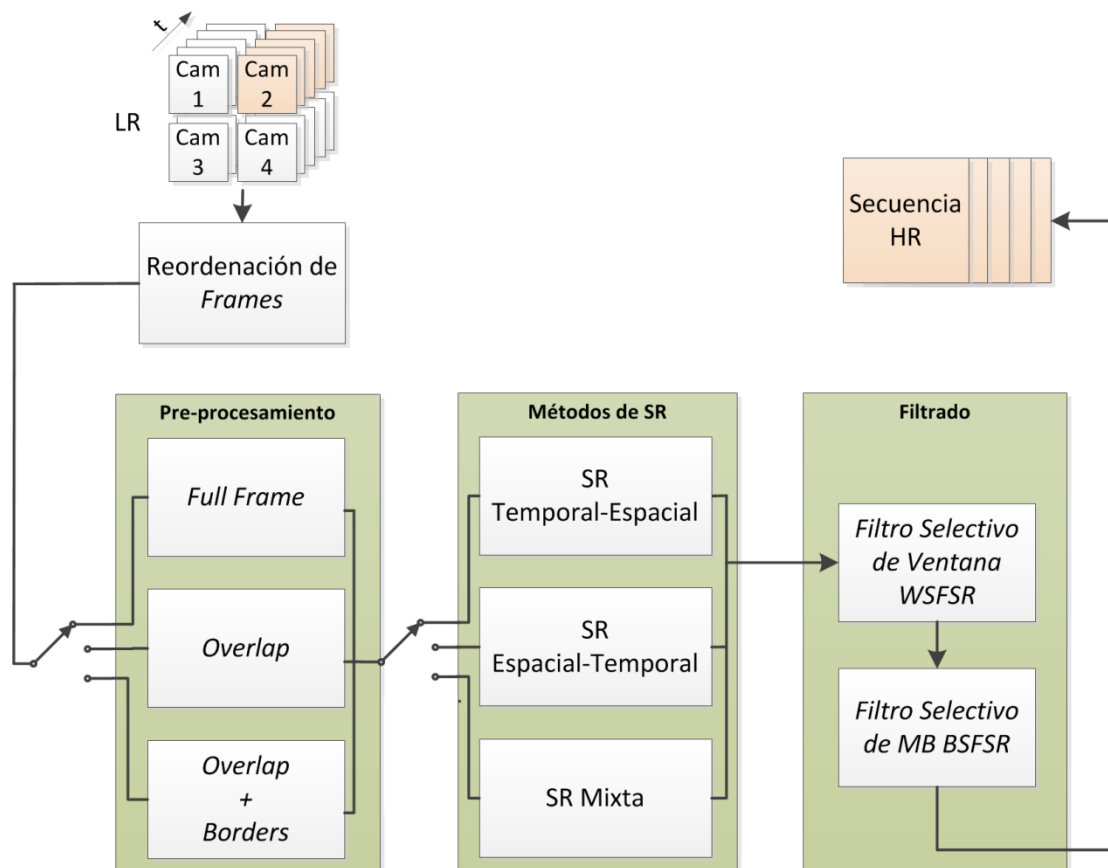 t
Cam
1
Cam
2
LR
Cam
3
Cam
4
Reordenación de
Frames
Secuencia
HR
Pre-procesamiento
Full Frame
Overlap
Overlap
+
Borders
Métodos de SR
SR
Temporal-Espacial
SR
Espacial-Temporal
SR Mixta
Filtrado
Filtro Selectivo
de Ventana
WSFSR
Filtro Selectivo
de MB BSFSR